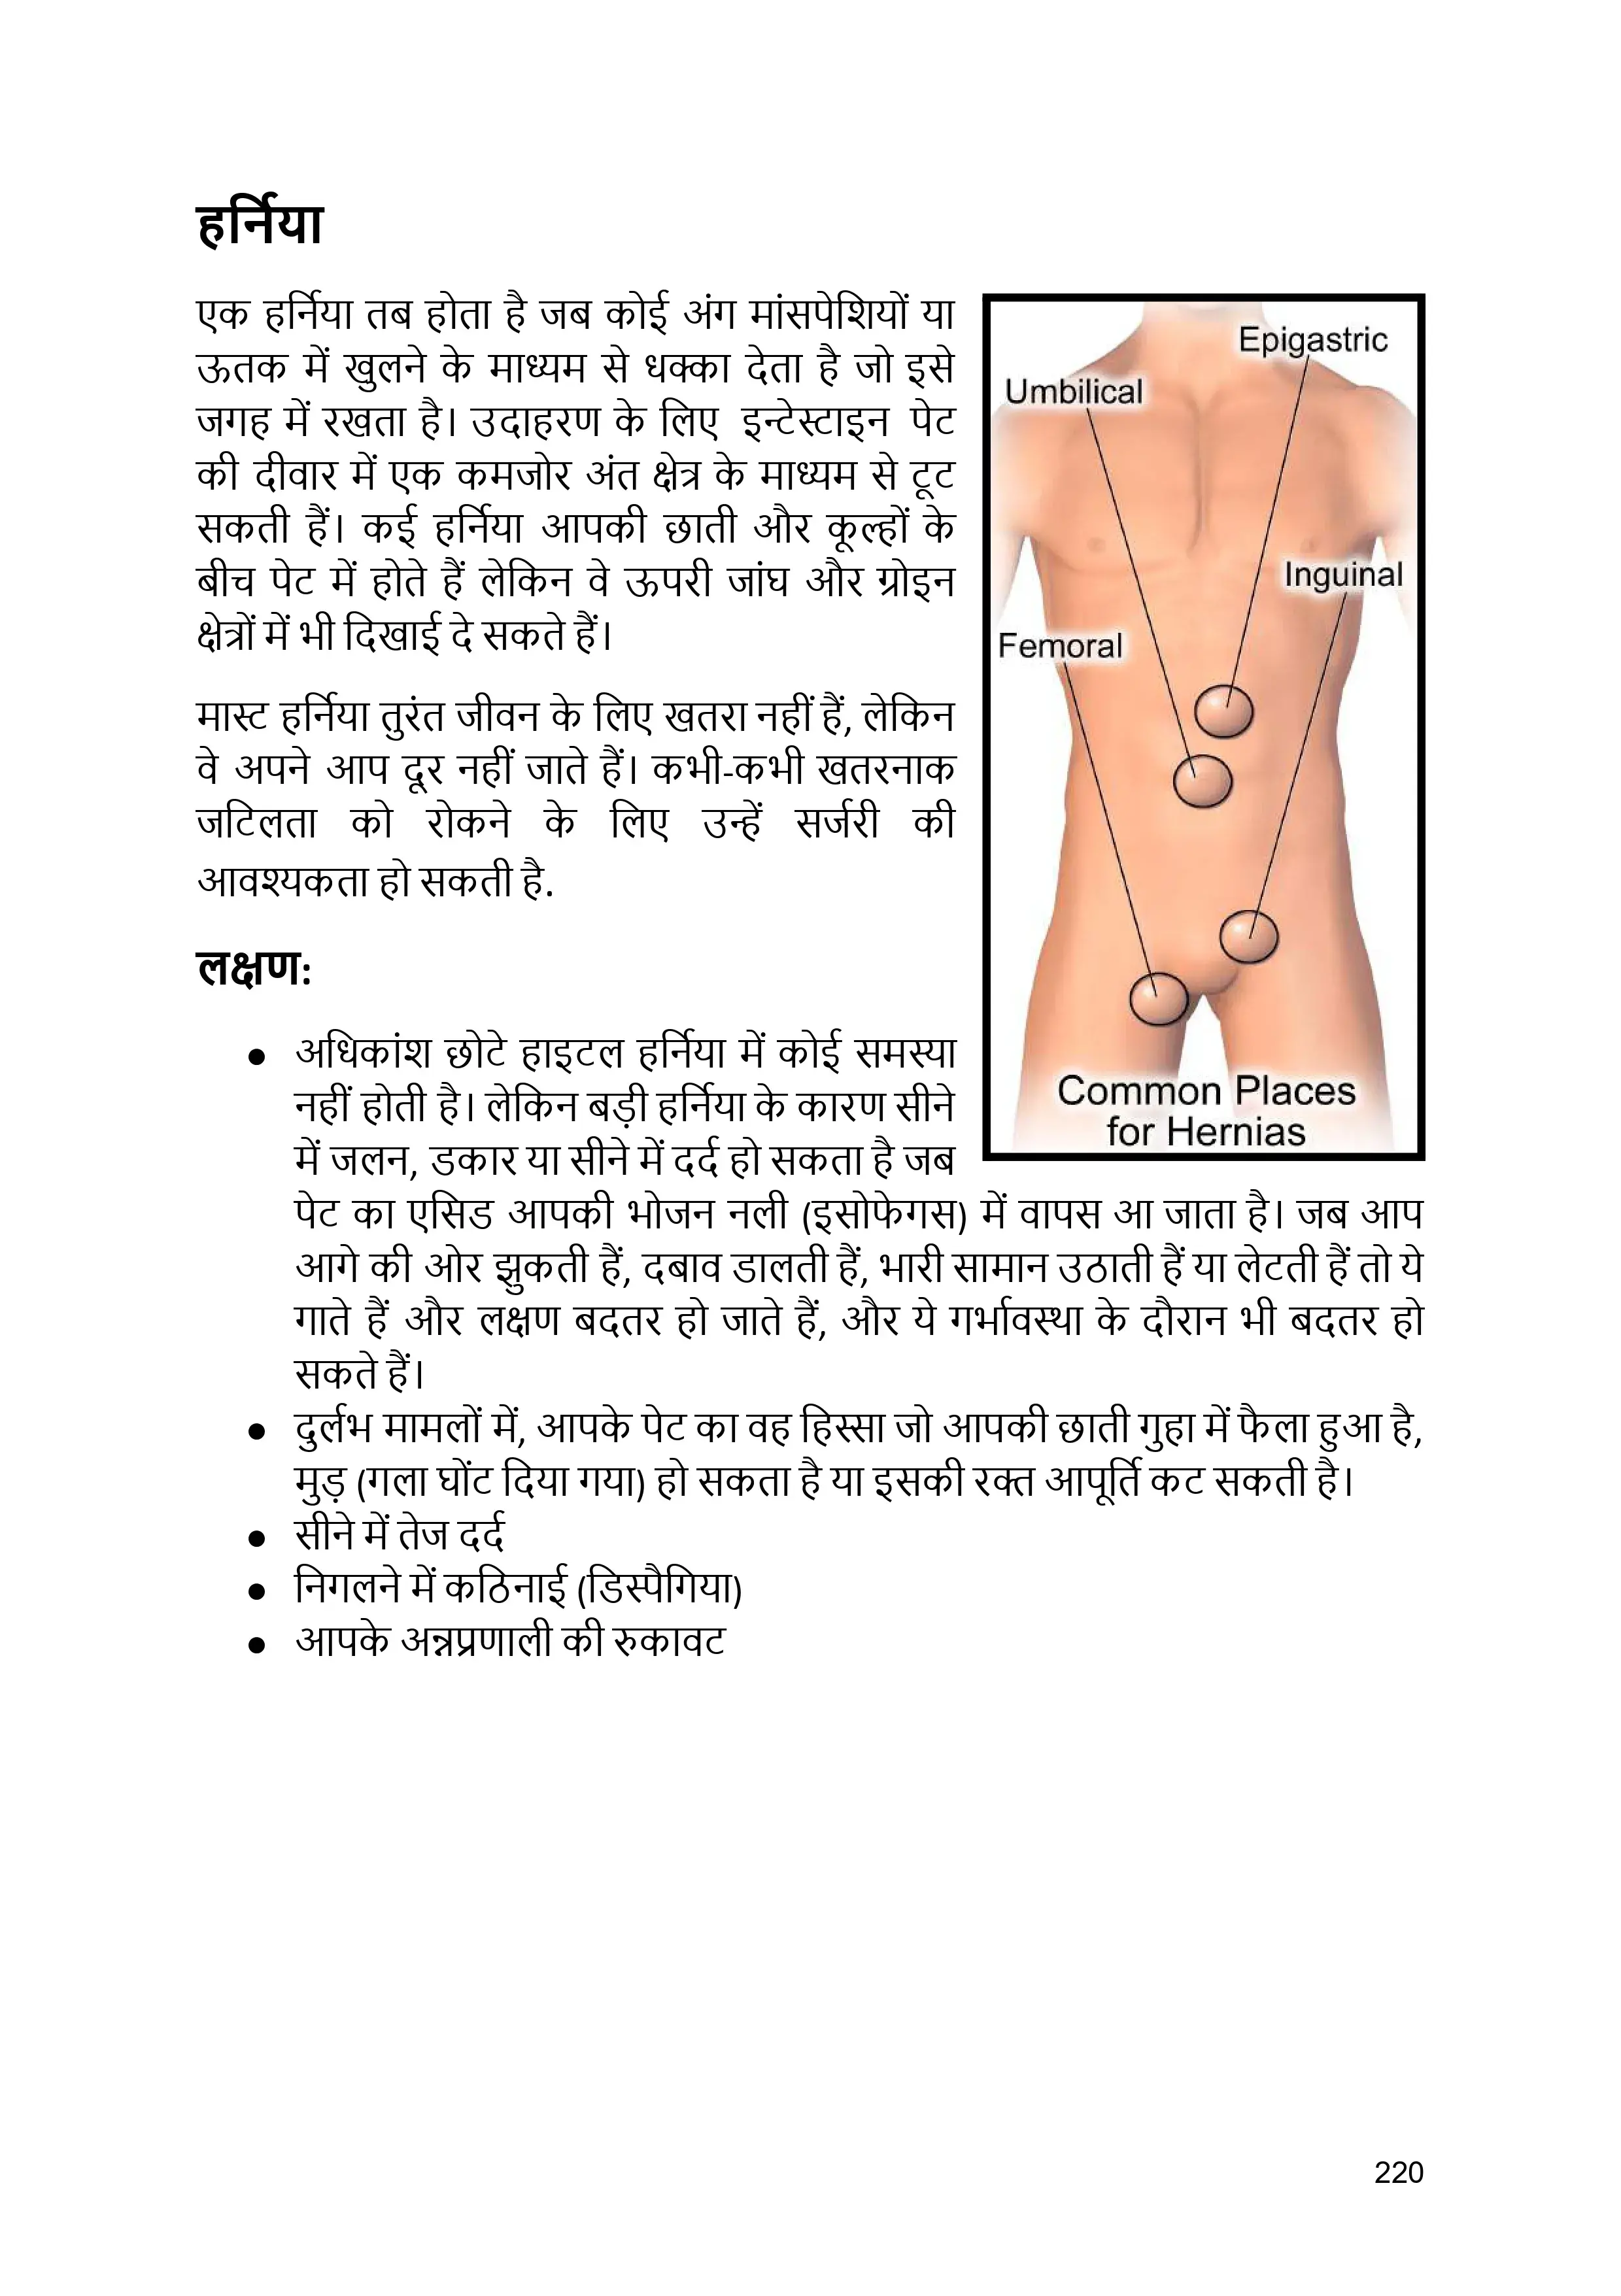 हर्निया
एक हर्निया तब होता है जब कोई अंग मांसपेशियों या
ऊतक में खुलने के माध्यम से धक्का देता है जो इसे
जगह में रखता है। उदाहरण के लिए इन्टेस्टाइन पेट
की दीवार में एक कमजोर अंत क्षेत्र के माध्यम से टूट
सकती हैं। कई हर्निया आपकी छाती और कूल्हों के
बीच पेट में होते हैं लेकिन वे ऊपरी जांघ और ग्रोइन
क्षेत्रों में भी दिखाई दे सकते हैं।
मास्ट हर्निया तुरंत जीवन के लिए खतरा नहीं हैं, लेकिन
वे अपने आप दूर नहीं जाते हैं। कभी-कभी खतरनाक
जटिलता को रोकने के लिए उन्हें सर्जरी की
आवश्यकता हो सकती है.
Epigastric
Umbilical
Inguinal
Femoral
Common Places
for Hernias
लक्षण:
● अधिकांश छोटे हाइटल हर्निया में कोई समस्या
नहीं होती है। लेकिन बड़ी हर्निया के कारण सीने
में जलन, डकार या सीने में दर्द हो सकता है जब
पेट का एसिड आपकी भोजन नली (इसोफेगस) में वापस आ जाता है। जब आप
आगे की ओर झुकती हैं, दबाव डालती हैं, भारी सामान उठाती हैं या लेटती हैं तो ये
गाते हैं और लक्षण बदतर हो जाते हैं, और ये गर्भावस्था के दौरान भी बदतर हो
सकते हैं।
● दुर्लभ मामलों में, आपके पेट का वह हिस्सा जो आपकी छाती गुहा में फैला हुआ है,
मुड़ (गला घोंट दिया गया) हो सकता है या इसकी रक्त आपूर्ति कट सकती है।
● सीने में तेज दर्द
● निगलने में कठिनाई (डिस्पैगिया)
● आपके अन्नप्रणाली की रुकावट
220